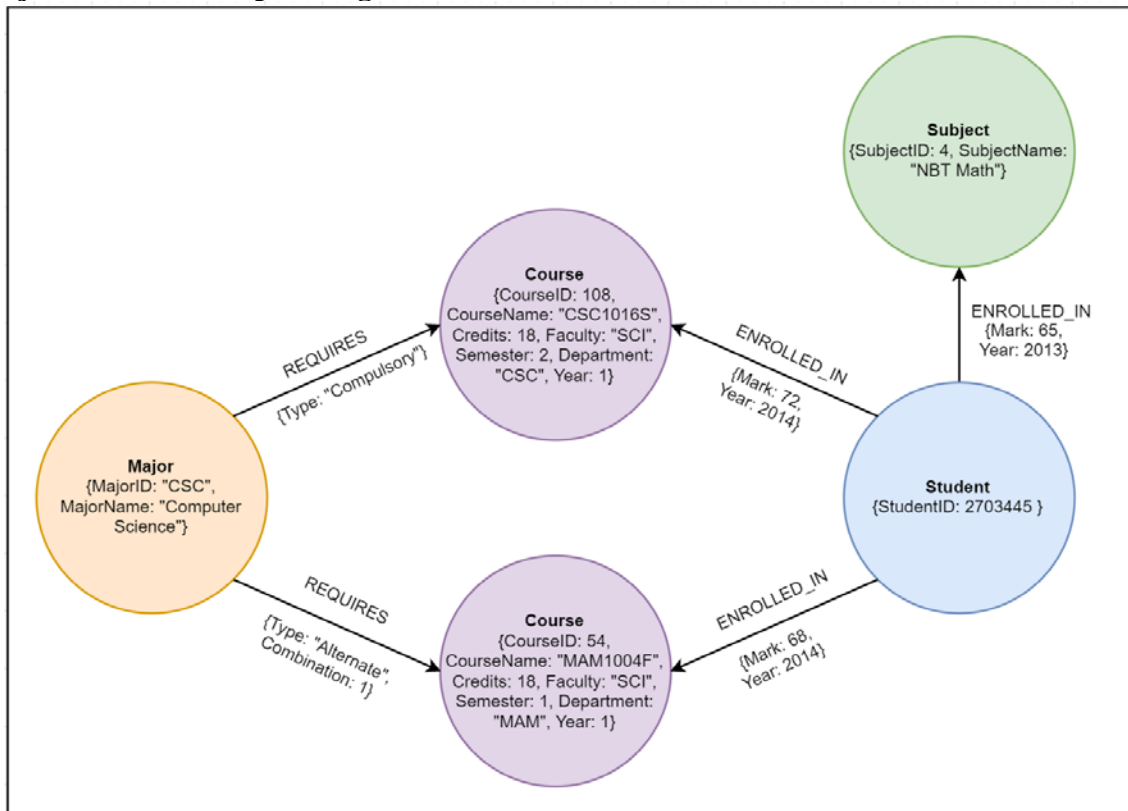 Subject
{SubjectID: 4, SubjectName:
"NBT Math"}
Course
{CourseID: 108,
CourseName: "CSC1016S",
Credits: 18, Faculty: "SCI",
Semester: 2, Department:
"CSC", Year: 1}
REQUIRES
{Type: "Compulsory"}
ENROLLED_IN
{Mark: 72,
Year: 2014}
ENROLLED_IN
{Mark: 65,
Year: 2013}
Major
{MajorID: "CSC",
MajorName: "Computer
Science"}
Student
{StudentID: 2703445 }
REQUIRES
{Type: "Alternate",
Combination: 1}
Course
{CourseID: 54,
CourseName: "MAM1004F",
Credits: 18, Faculty: "SCI",
Semester: 1, Department:
"MAM", Year: 1}
ENROLLED_IN
{Mark: 68,
Year: 2014}